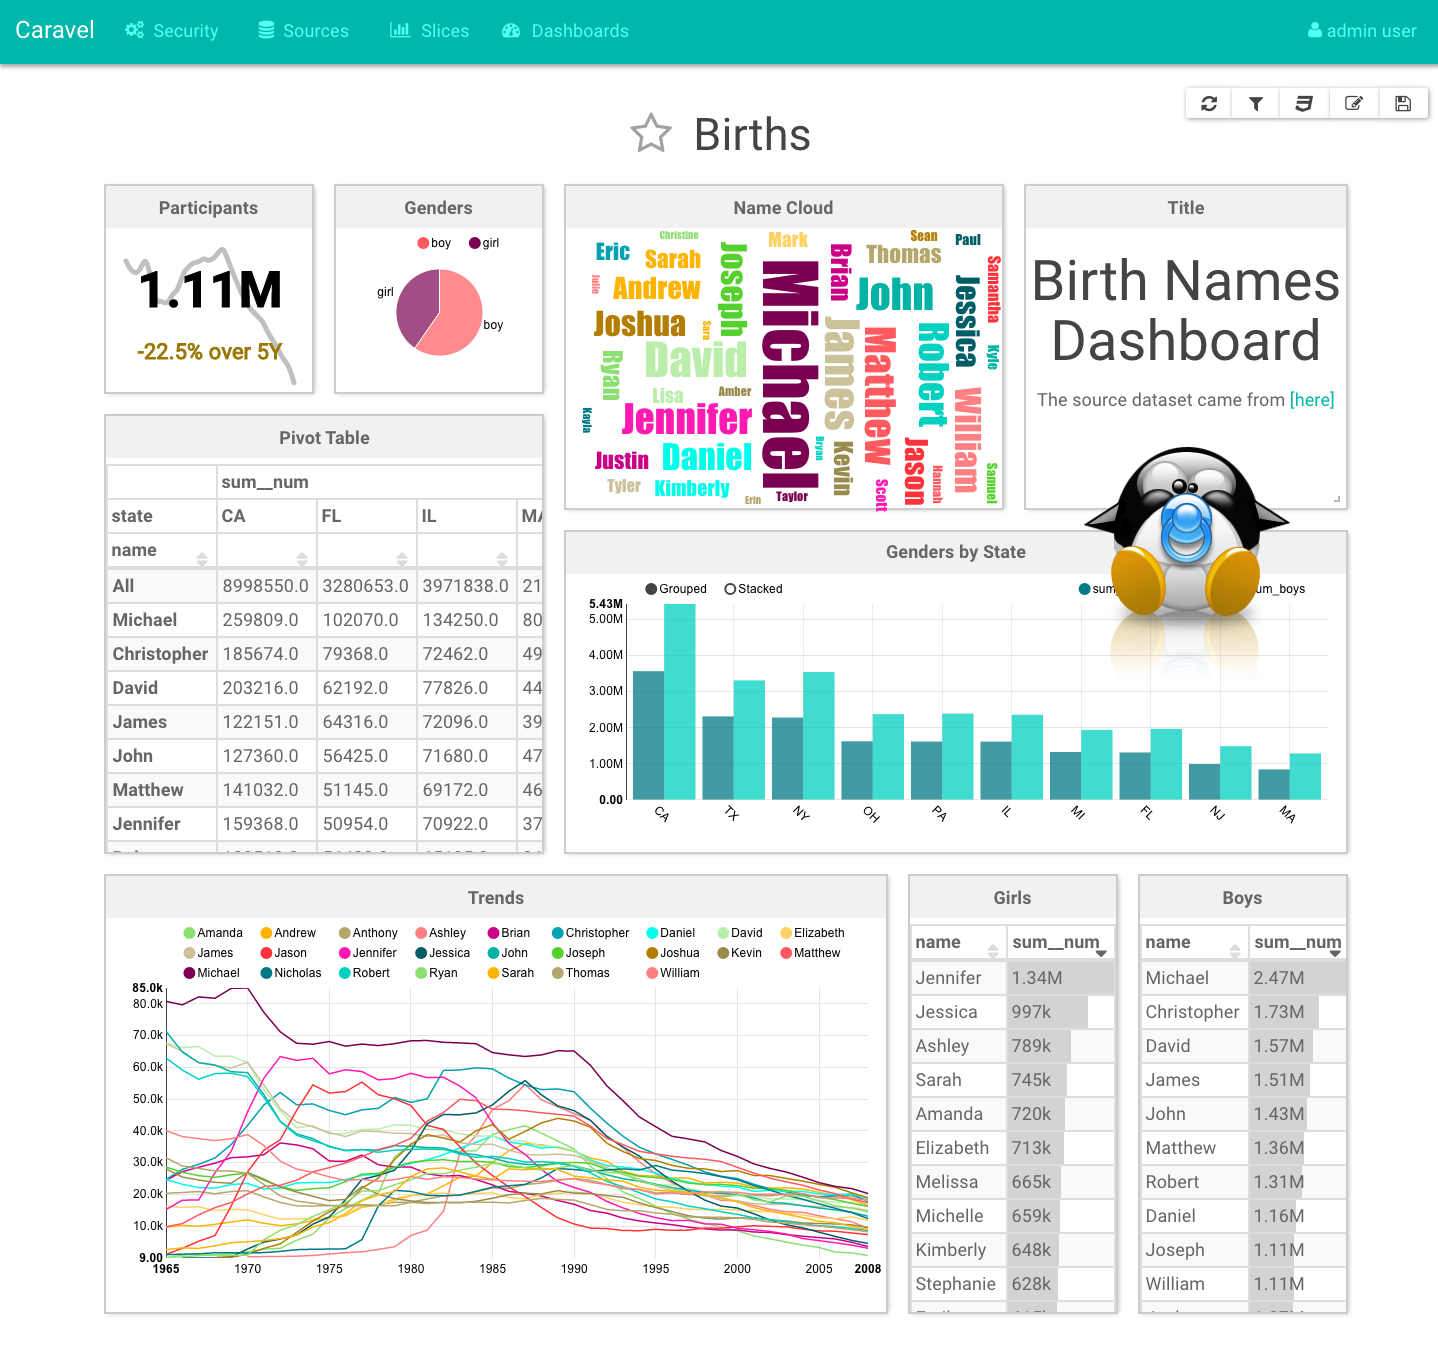 Caravel Security Sources Slices Dashboards admin user
Births
Participants
1.11M
-22.5% over 5Y
Genders
boy girl
girl
boy
Name Cloud
Christine Mark Sean Paul
Eric Sarah Joseph Brian Thomas Samantha
Julie Andrew Michael John Jessica
Joshua Sara James Matthew Robert Kyle
Ryan David
Lisa Amber William
Kayla Jennifer Bryan Kevin Jason
Justin Daniel Hannah Samuel
Tyler Kimberly Erin Taylor Scott
Title
Birth Names
Dashboard
The source dataset came from [here]
Pivot Table
sum__num
state CA FL IL
name
All 8998550.0 3280653.0 3971838.0 21
Michael 259809.0 102070.0 134250.0 80
Christopher 185674.0 79368.0 72462.0 49
David 203216.0 62192.0 77826.0 44
James 122151.0 64316.0 72096.0 39
John 127360.0 56425.0 71680.0 47
Matthew 141032.0 51145.0 69172.0 46
Jennifer 159368.0 50954.0 70922.0 37
Genders by State
Grouped Stacked sum um_boys
5.43M
5.00M
4.00M
3.00M
2.00M
1.00M
0.00
CA TX NY OH PA IL MI FL NJ MA
Trends
Amanda Andrew Anthony Ashley Brian Christopher Daniel David Elizabeth
James Jason Jennifer Jessica John Joseph Joshua Kevin Matthew
Michael Nicholas Robert Ryan Sarah Thomas William
85.0k
80.0k
70.0k
60.0k
50.0k
40.0k
30.0k
20.0k
10.0k
9.00
1965 1970 1975 1980 1985 1990 1995 2000 2005 2008
Girls
name sum__num
Jennifer 1.34M
Jessica 997k
Ashley 789k
Sarah 745k
Amanda 720k
Elizabeth 713k
Melissa 665k
Michelle 659k
Kimberly 648k
Stephanie 628k
Boys
name sum__num
Michael 2.47M
Christopher 1.73M
David 1.57M
James 1.51M
John 1.43M
Matthew 1.36M
Robert 1.31M
Daniel 1.16M
Joseph 1.11M
William 1.11M